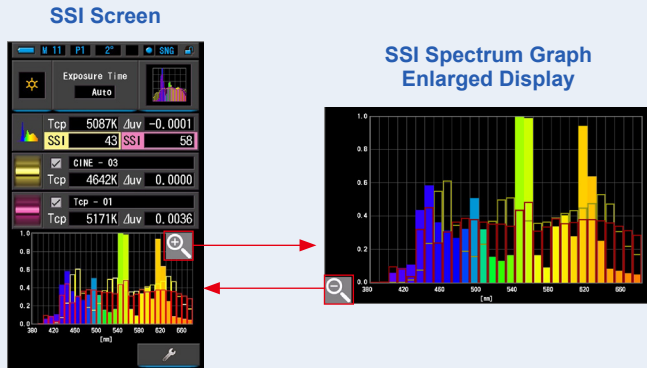 SSI Screen
M 11 P1 2° SNG
Exposure Time
Auto
Tcp 5087K ⊿uv -0.0001
SSI 43 SSI 58
CINE - 03
Tcp 4642K ⊿uv 0.0000
Tcp - 01
Tcp 5171K ⊿uv 0.0036
1.0
0.8
0.6
0.4
0.2
0.0
380 420 460 500 540 580 620 660
[nm]
SSI Spectrum Graph
Enlarged Display
1.0
0.8
0.6
0.4
0.2
0.0
380 420 460 500 540 580 620 660
[nm]